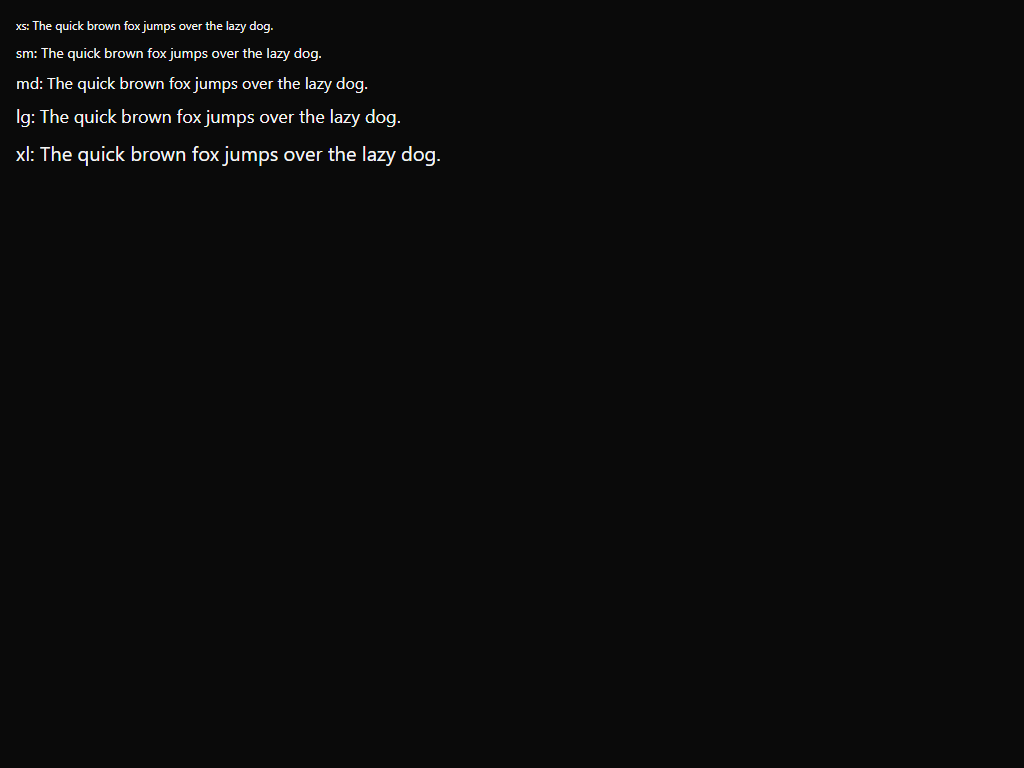 xs: The quick brown fox jumps over the lazy dog.
sm: The quick brown fox jumps over the lazy dog.
md: The quick brown fox jumps over the lazy dog.
lg: The quick brown fox jumps over the lazy dog.
xl: The quick brown fox jumps over the lazy dog.